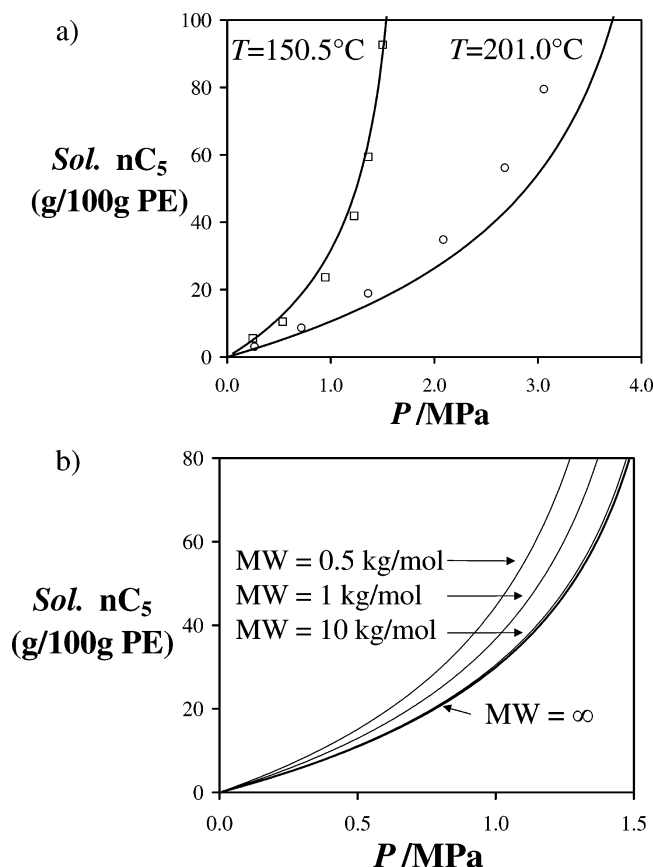 a)
100
80
60
40
20
0
T=150.5°C
T=201.0°C
Sol. nC5
(g/100g PE)
0.0 1.0 2.0 3.0 4.0
P /MPa
b)
80
60
40
20
0
MW = 0.5 kg/mol
MW = 1 kg/mol
MW = 10 kg/mol
MW = ∞
Sol. nC5
(g/100g PE)
0.0 0.5 1.0 1.5
P /MPa